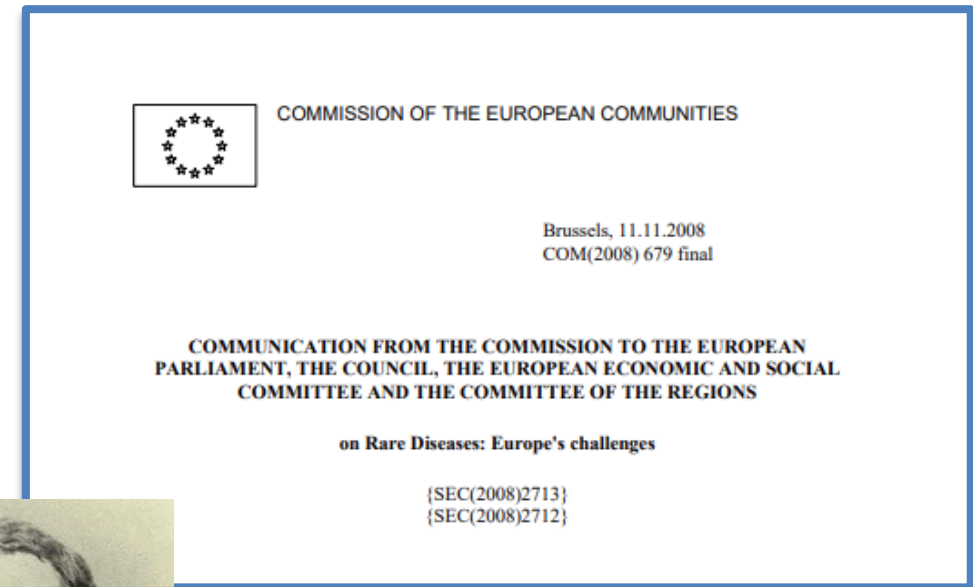 COMMISSION OF THE EUROPEAN COMMUNITIES
Brussels, 11.11.2008
COM(2008) 679 final
COMMUNICATION FROM THE COMMISSION TO THE EUROPEAN
PARLIAMENT, THE COUNCIL, THE EUROPEAN ECONOMIC AND SOCIAL
COMMITTEE AND THE COMMITTEE OF THE REGIONS
on Rare Diseases: Europe's challenges
{SEC(2008)2713}
{SEC(2008)2712}